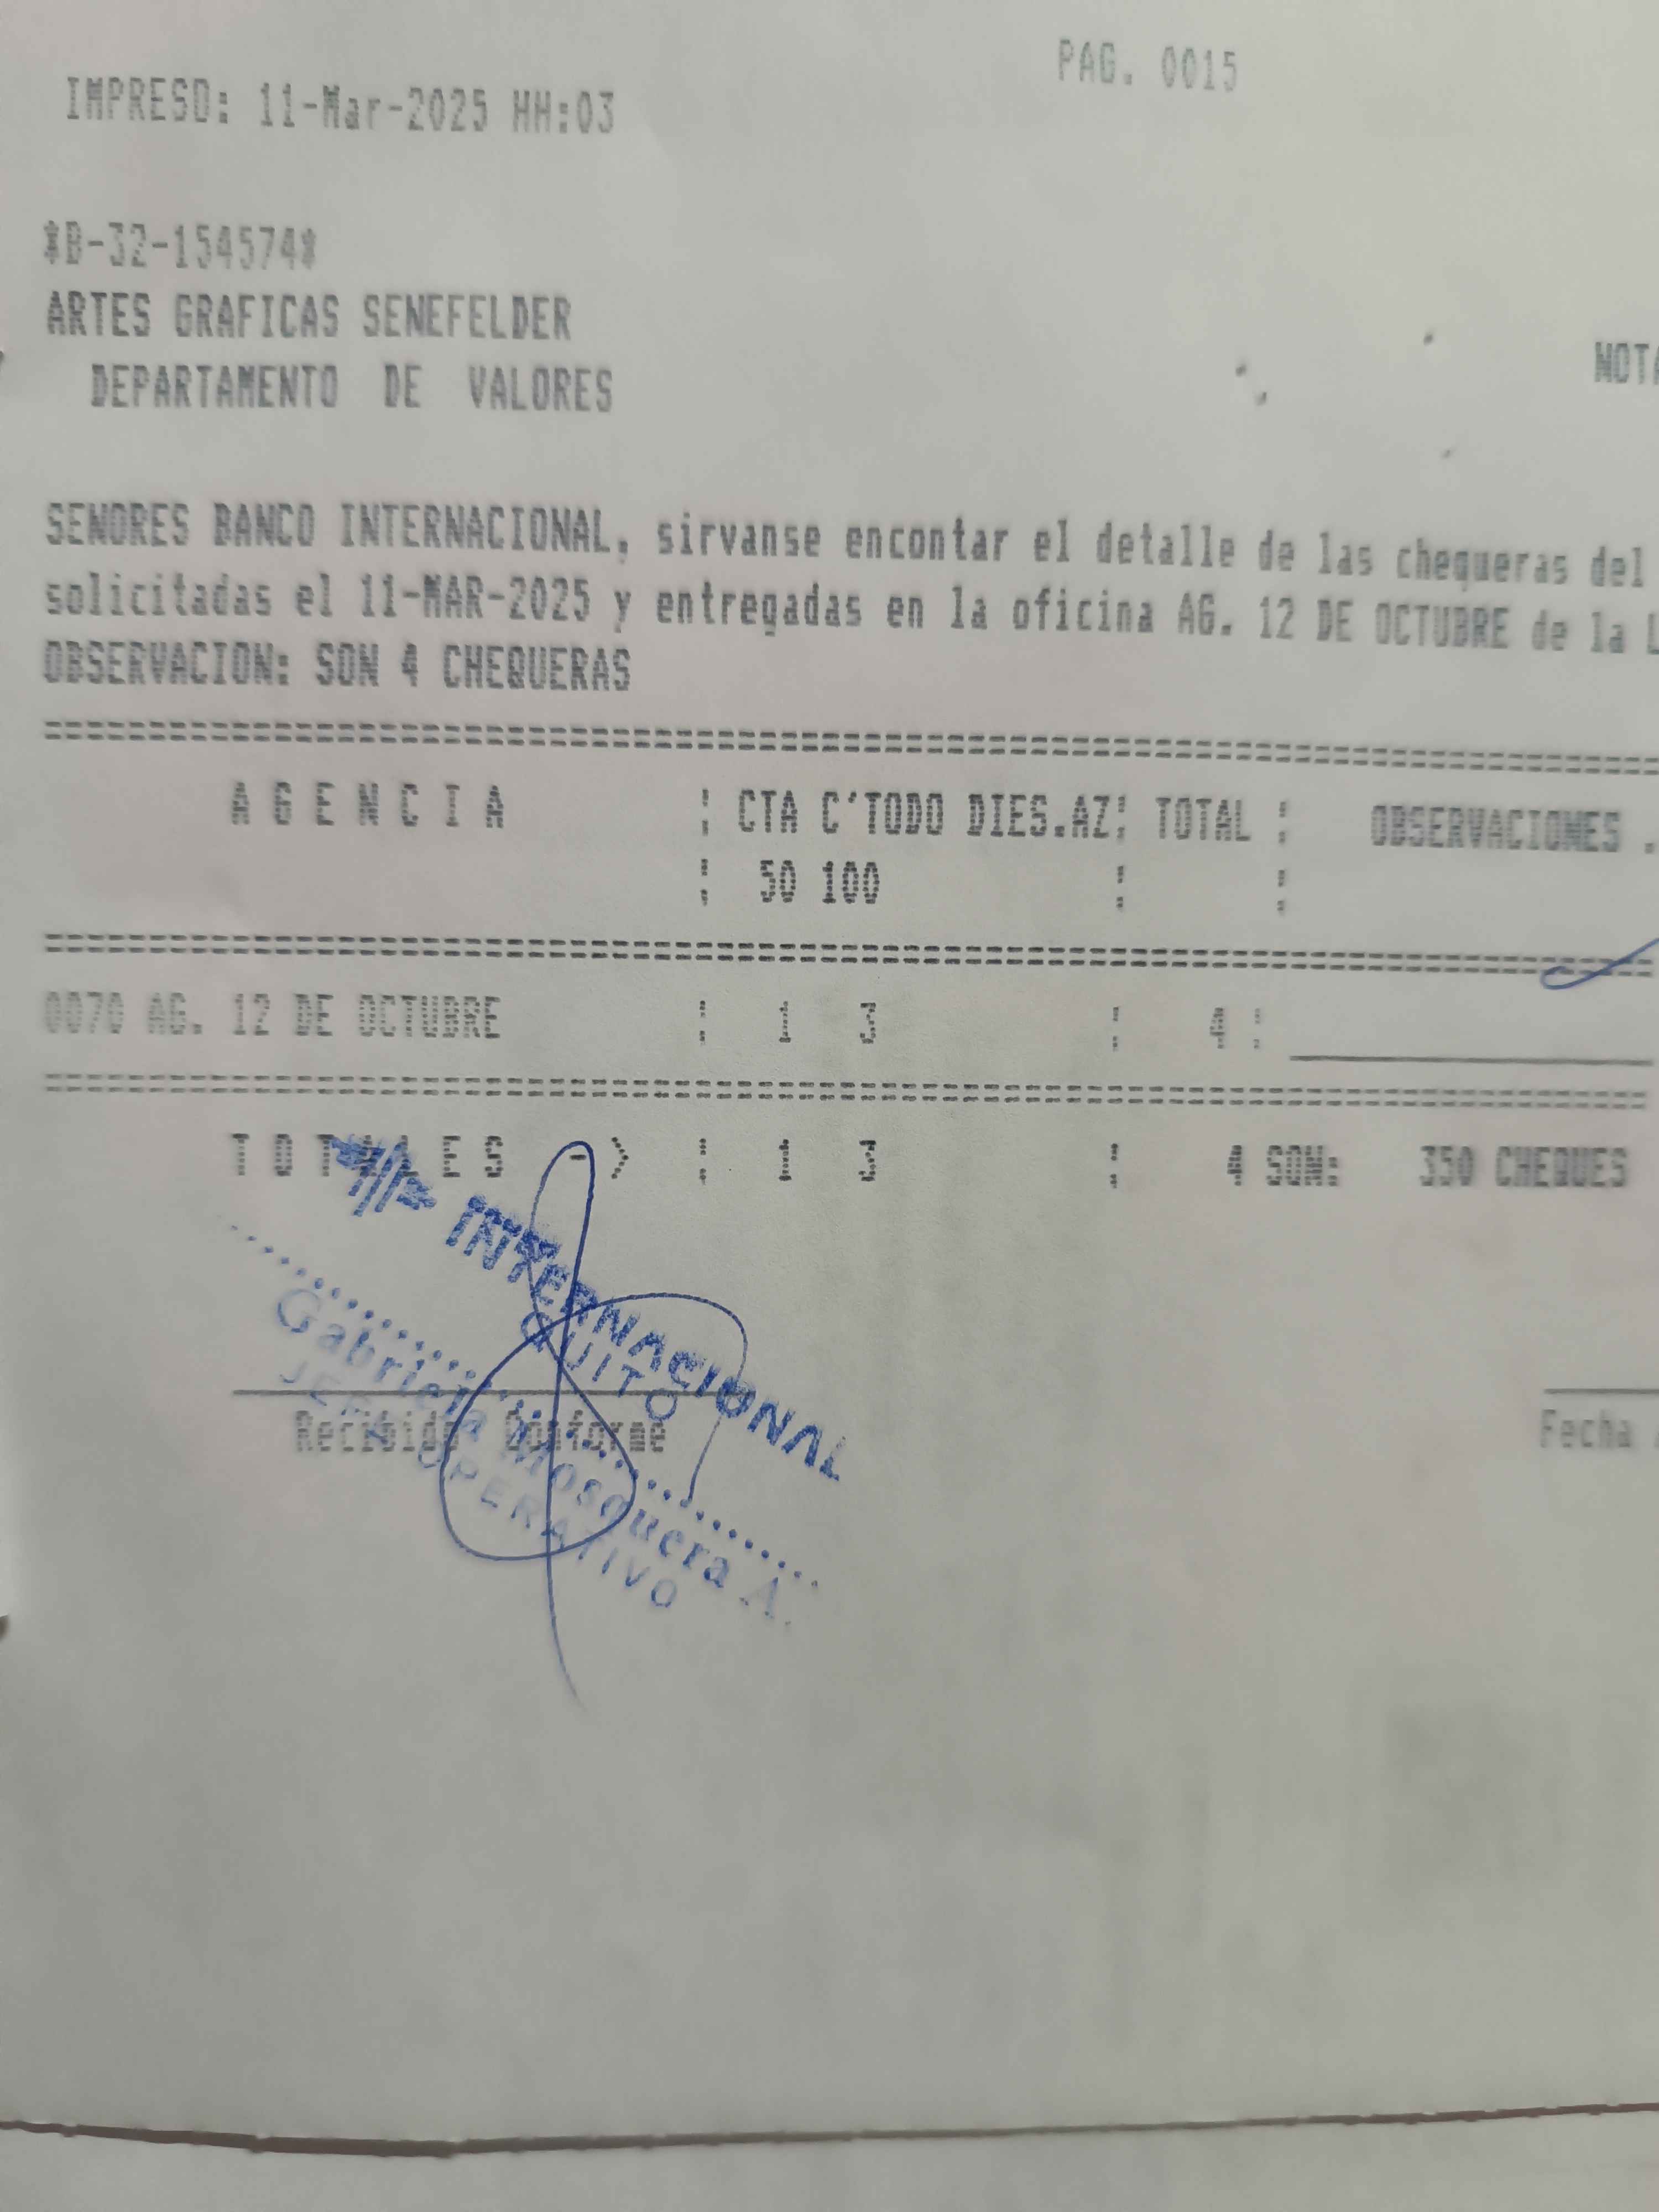 PAG. 0015
IMPRESO: 11-Mar-2025 HH:03
*B-32-154574*
ARTES GRAFICAS SENEFELDER
DEPARTAMENTO DE VALORES
NOTA
SENORES BANCO INTERNACIONAL, sirvanse encontar el detalle de las chequeras del
solicitadas el 11-MAR-2025 y entregadas en la oficina AG. 12 DE OCTUBRE de la L
OBSERVACION: SON 4 CHEQUERAS
================================================================
A G E N C I A : CTA C'TODO DIES.AZ: TOTAL : OBSERVACIONES .
: 50 100 : :
================================================================
0070 AG. 12 DE OCTUBRE : 1 3 : 4 :
================================================================
T O T A L E S -> : 1 3 : 4 SON: 350 CHEQUES
INTERNACIONAL
QUITO
Gabriela Mosquera A.
JEFE OPERATIVO
Recibido Conforme
Fecha